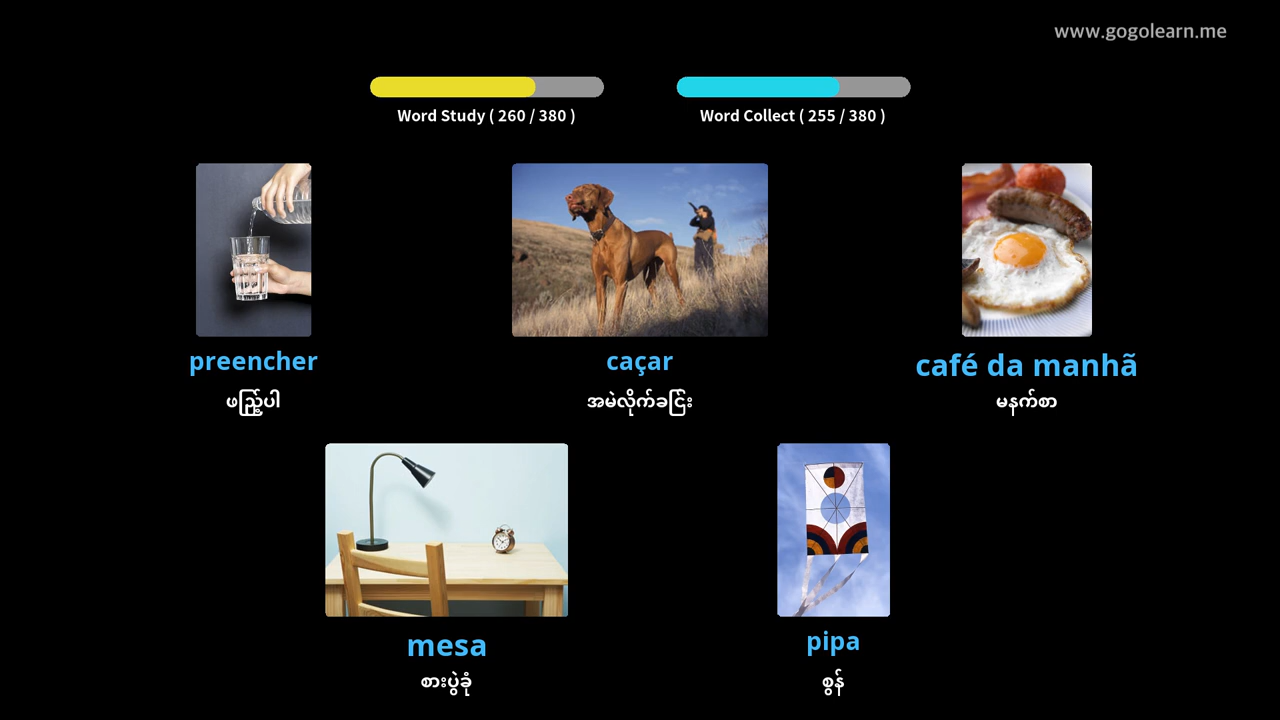 www.gogolearn.me
Word Study ( 260 / 380 )
Word Collect ( 255 / 380 )
preencher
ဖည့်ပါ
caçar
အမဲလိုက်ခြင်း
café da manhã
မနက်စာ
mesa
စားပွဲခုံ
pipa
စွန်